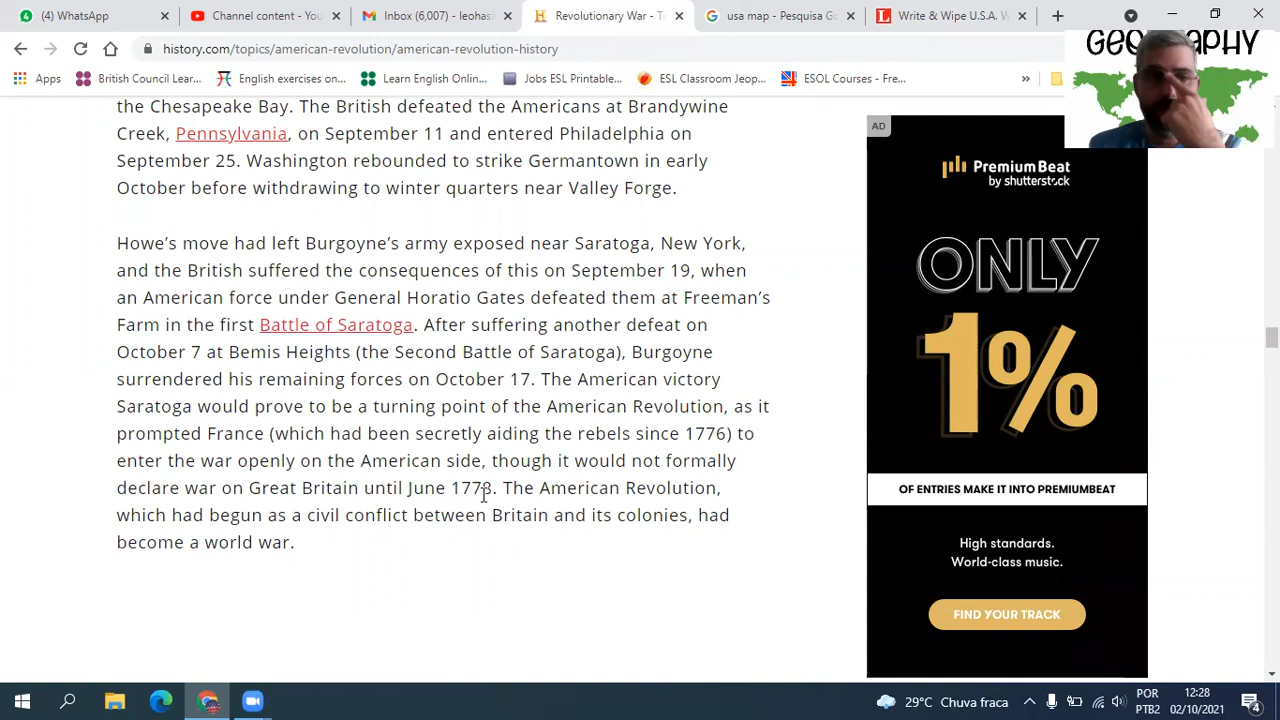 (4) WhatsApp
Channel content - You
Inbox (6,007) - leohasi
Revolutionary War - T
usa map - Pesquisa G
Write & Wipe U.S.A. W
history.com/topics/american-revolution/american-revolution-history
Apps
British Council Lear...
English exercises on...
Learn English Online...
Jobs ESL Printable...
ESL Classroom Jeop...
ESOL Courses - Fre...
»
GEOGRAPHY
the Chesapeake Bay. The British defeated the Americans at Brandywine
Creek, Pennsylvania, on September 11 and entered Philadelphia on
September 25. Washington rebounded to strike Germantown in early
October before withdrawing to winter quarters near Valley Forge.
Howe’s move had left Burgoyne’s army exposed near Saratoga, New York,
and the British suffered the consequences of this on September 19, when
an American force under General Horatio Gates defeated them at Freeman’s
Farm in the first Battle of Saratoga. After suffering another defeat on
October 7 at Bemis Heights (the Second Battle of Saratoga), Burgoyne
surrendered his remaining forces on October 17. The American victory
Saratoga would prove to be a turning point of the American Revolution, as it
prompted France (which had been secretly aiding the rebels since 1776) to
enter the war openly on the American side, though it would not formally
declare war on Great Britain until June 1778. The American Revolution,
which had begun as a civil conflict between Britain and its colonies, had
become a world war.
AD
PremiumBeat
by shutterstock
ONLY
1%
OF ENTRIES MAKE IT INTO PREMIUMBEAT
High standards.
World-class music.
FIND YOUR TRACK
29°C Chuva fraca
POR
PTB2
12:28
02/10/2021
4